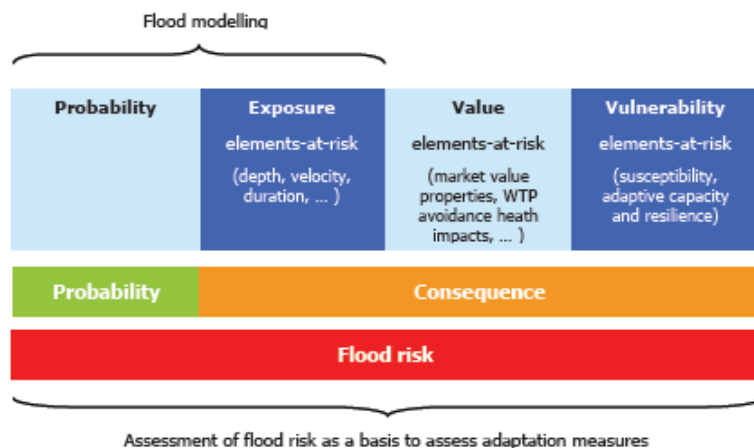 Flood modelling
Probability
Exposure
elements-at-risk
(depth, velocity,
duration, ... )
Value
elements-at-risk
(market value
properties, WTP
avoidance heath
impacts, ... )
Vulnerability
elements-at-risk
(susceptibility,
adaptive capacity
and resilience)
Probability
Consequence
Flood risk
Assessment of flood risk as a basis to assess adaptation measures